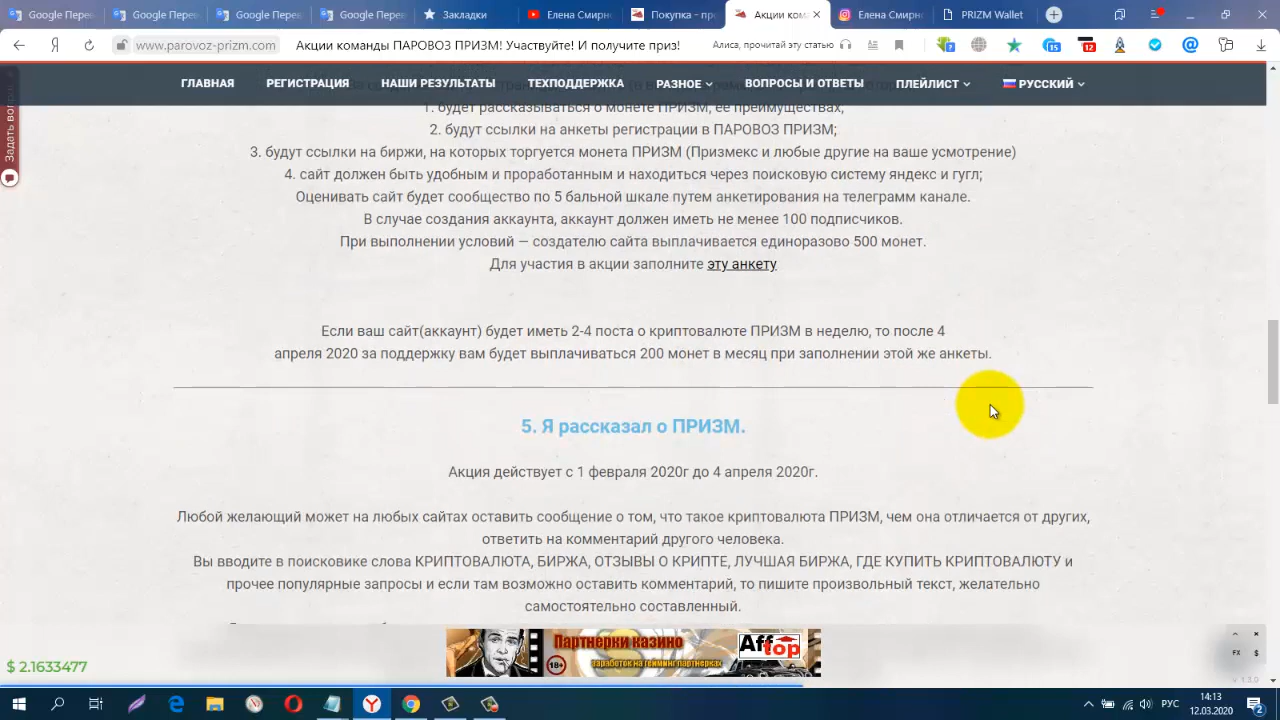 Google Перев
Google Перев
Google Перев
Google Перев
Закладки
Елена Смирн
Покупка - пр
Акции ком
Елена Смирн
PRIZM Wallet
www.parovoz-prizm.com
Акции команды ПАРОВОЗ ПРИЗМ! Участвуйте! И получите приз!
Алиса, прочитай эту статью
7
15
12
ГЛАВНАЯ
РЕГИСТРАЦИЯ
НАШИ РЕЗУЛЬТАТЫ
ТЕХПОДДЕРЖКА
РАЗНОЕ
ВОПРОСЫ И ОТВЕТЫ
ПЛЕЙЛИСТ
РУССКИЙ
Задать вопрос
1. будет рассказываться о монете ПРИЗМ, ее преимуществах;
2. будут ссылки на анкеты регистрации в ПАРОВОЗ ПРИЗМ;
3. будут ссылки на биржи, на которых торгуется монета ПРИЗМ (Призмекс и любые другие на ваше усмотрение)
4. сайт должен быть удобным и проработанным и находиться через поисковую систему яндекс и гугл;
Оценивать сайт будет сообщество по 5 бальной шкале путем анкетирования на телеграмм канале.
В случае создания аккаунта, аккаунт должен иметь не менее 100 подписчиков.
При выполнении условий — создателю сайта выплачивается единоразово 500 монет.
Для участия в акции заполните эту анкету
Если ваш сайт(аккаунт) будет иметь 2-4 поста о криптовалюте ПРИЗМ в неделю, то после 4
апреля 2020 за поддержку вам будет выплачиваться 200 монет в месяц при заполнении этой же анкеты.
5. Я рассказал о ПРИЗМ.
Акция действует с 1 февраля 2020г до 4 апреля 2020г.
Любой желающий может на любых сайтах оставить сообщение о том, что такое криптовалюта ПРИЗМ, чем она отличается от других,
ответить на комментарий другого человека.
Вы вводите в поисковике слова КРИПТОВАЛЮТА, БИРЖА, ОТЗЫВЫ О КРИПТЕ, ЛУЧШАЯ БИРЖА, ГДЕ КУПИТЬ КРИПТОВАЛЮТУ и
прочее популярные запросы и если там возможно оставить комментарий, то пишите произвольный текст, желательно
самостоятельно составленный.
Партнерки казино
18+
заработок на гемблинг партнерках
Aff top
FX $
v 1.3.0
$ 2.1633477
РУС
14:13
12.03.2020
2